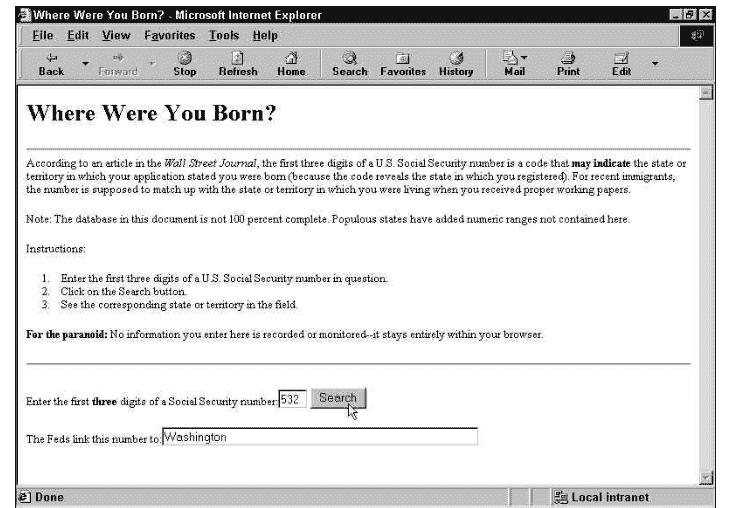 Where Were You Born? - Microsoft Internet Explorer
File Edit View Favorites Tools Help
Back Forward Stop Refresh Home Search Favorites History Mail Print Edit
Where Were You Born?
According to an article in the Wall Street Journal, the first three digits of a U.S. Social Security number is a code that may indicate the state or
territory in which your application stated you were born (because the code reveals the state in which you registered). For recent immigrants,
the number is supposed to match up with the state or territory in which you were living when you received proper working papers.
Note: The database in this document is not 100 percent complete. Populous states have added numeric ranges not contained here.
Instructions:
1. Enter the first three digits of a U.S. Social Security number in question.
2. Click on the Search button.
3. See the corresponding state or territory in the field.
For the paranoid: No information you enter here is recorded or monitored--it stays entirely within your browser.
Enter the first three digits of a Social Security number: 532 Search
The Feds link this number to: Washington
Done Local intranet